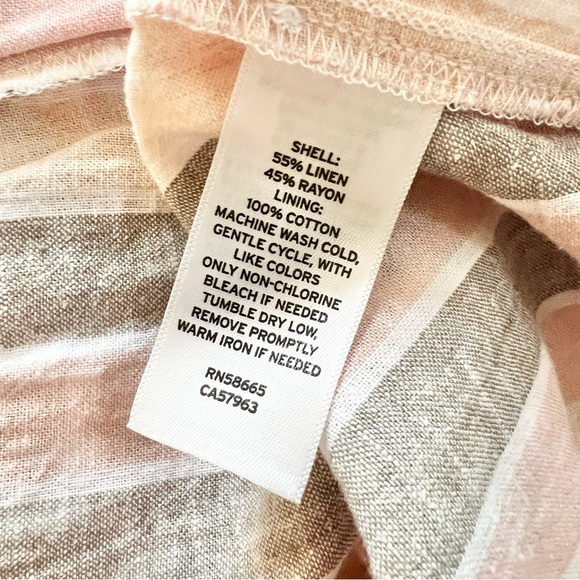 SHELL:
55% LINEN
45% RAYON
LINING:
100% COTTON
MACHINE WASH COLD,
GENTLE CYCLE, WITH
LIKE COLORS
ONLY NON-CHLORINE
BLEACH IF NEEDED
TUMBLE DRY LOW,
REMOVE PROMPTLY
WARM IRON IF NEEDED
RN58665
CA57963